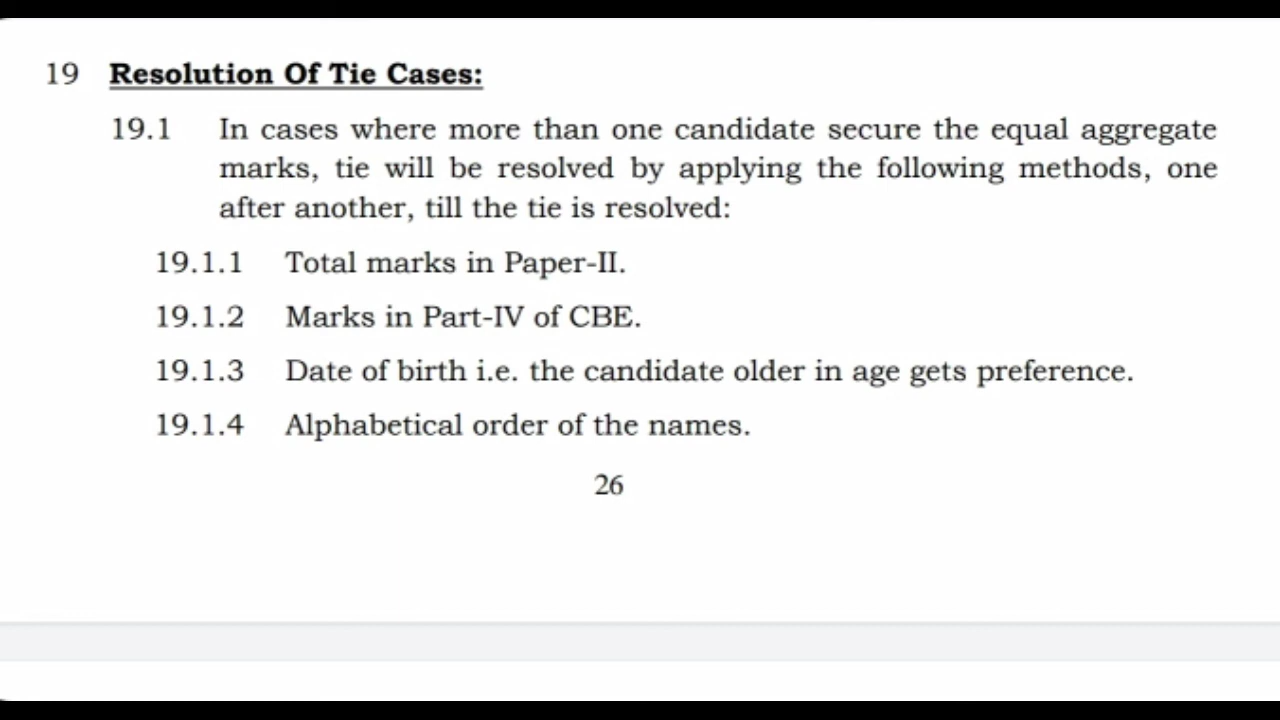 19 Resolution Of Tie Cases:
19.1 In cases where more than one candidate secure the equal aggregate
marks, tie will be resolved by applying the following methods, one
after another, till the tie is resolved:
19.1.1 Total marks in Paper-II.
19.1.2 Marks in Part-IV of CBE.
19.1.3 Date of birth i.e. the candidate older in age gets preference.
19.1.4 Alphabetical order of the names.
26